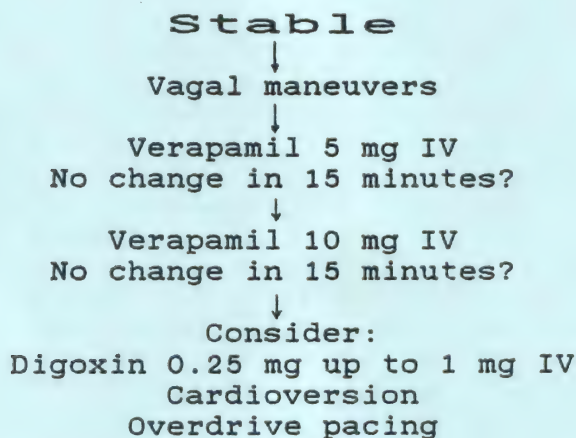 Stable
Vagal maneuvers
Verapamil 5 mg IV
No change in 15 minutes?
Verapamil 10 mg IV
No change in 15 minutes?
Consider:
Digoxin 0.25 mg up to 1 mg IV
Cardioversion
Overdrive pacing